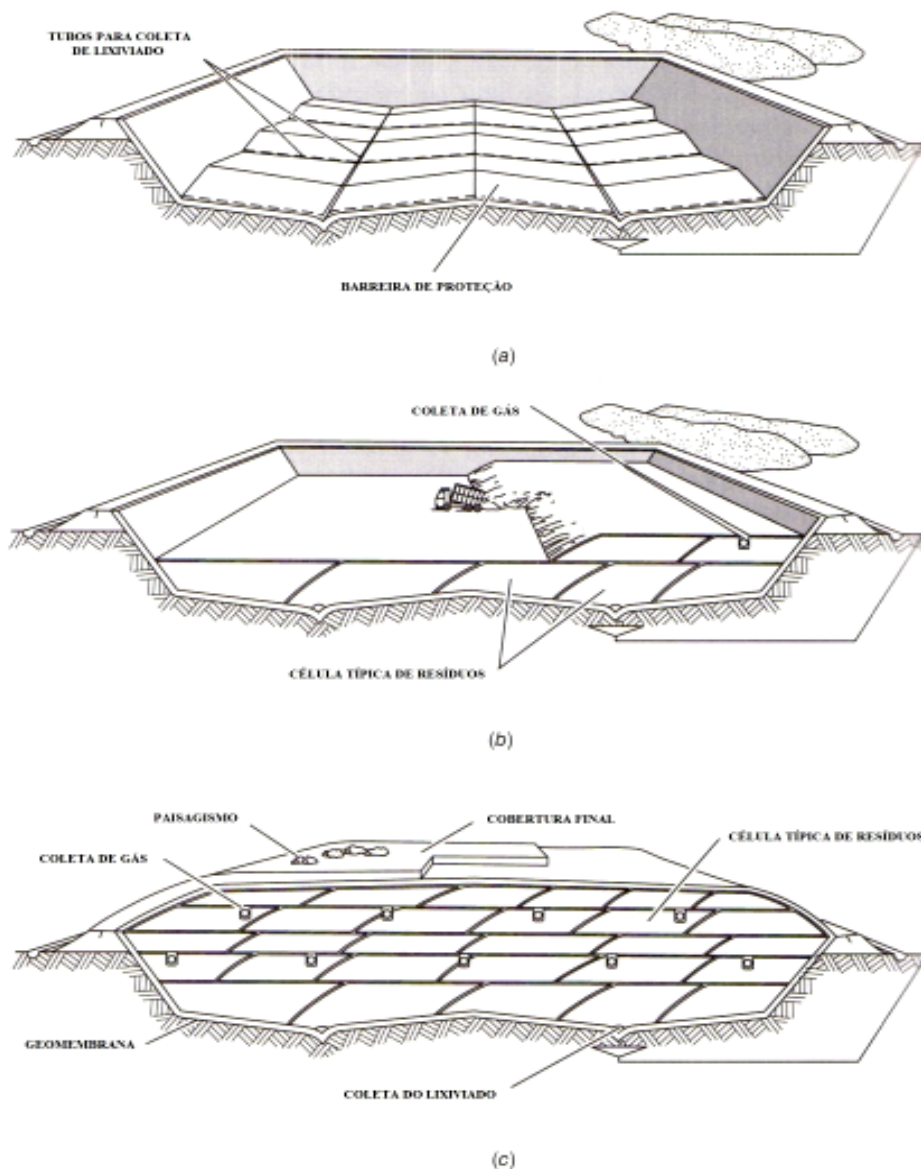 TUBOS PARA COLETA
DE LIXIVIADO
BARREIRA DE PROTEÇÃO
(a)
COLETA DE GÁS
CÉLULA TÍPICA DE RESÍDUOS
(b)
PAISAGISMO
COBERTURA FINAL
COLETA DE GÁS
CÉLULA TÍPICA DE RESÍDUOS
GEOMEMBRANA
COLETA DO LIXIVIADO
(c)